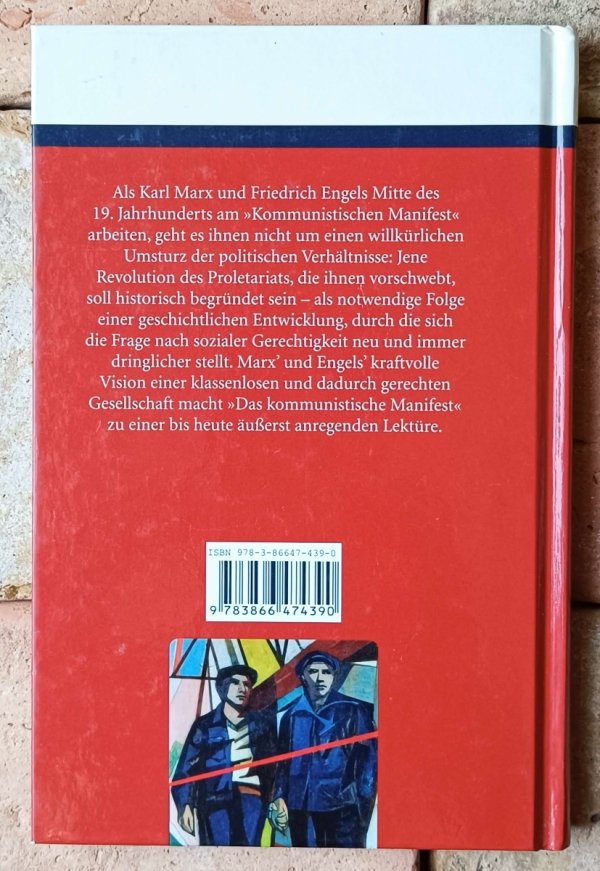 Als Karl Marx und Friedrich Engels Mitte des
19. Jahrhunderts am »Kommunistischen Manifest«
arbeiten, geht es ihnen nicht um einen willkürlichen
Umsturz der politischen Verhältnisse: Jene
Revolution des Proletariats, die ihnen vorschwebt,
soll historisch begründet sein – als notwendige Folge
einer geschichtlichen Entwicklung, durch die sich
die Frage nach sozialer Gerechtigkeit neu und immer
dringlicher stellt. Marx’ und Engels’ kraftvolle
Vision einer klassenlosen und dadurch gerechten
Gesellschaft macht »Das kommunistische Manifest«
zu einer bis heute äußerst anregenden Lektüre.
ISBN 978-3-86647-439-0
9 783866 474390